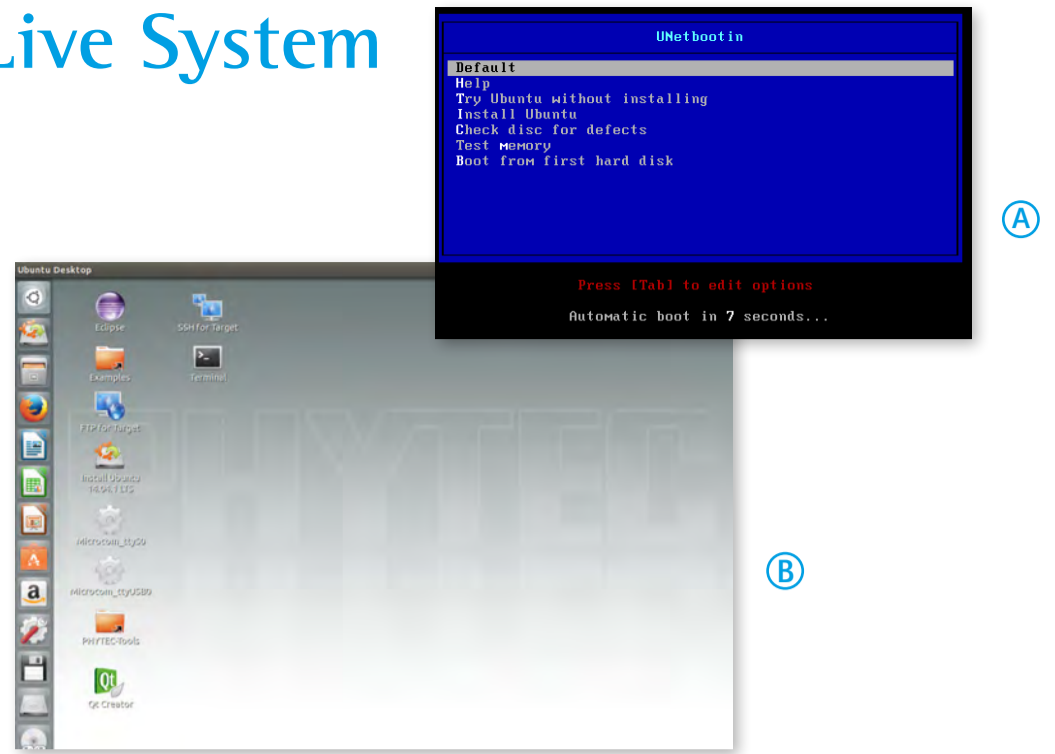 Live System
UNetbootin
Default
Help
Try Ubuntu without installing
Install Ubuntu
Check disc for defects
Test memory
Boot from first hard disk
Press [Tab] to edit options
Automatic boot in 7 seconds...
A
Ubuntu Desktop
Eclipse
SSH for Target
Examples
Terminal
FTP for Target
Install Ubuntu
14.04.1 LTS
Microcom_ttyS0
Microcom_ttyUSB0
PHYTEC-Tools
Qt Creator
PHYTEC
B